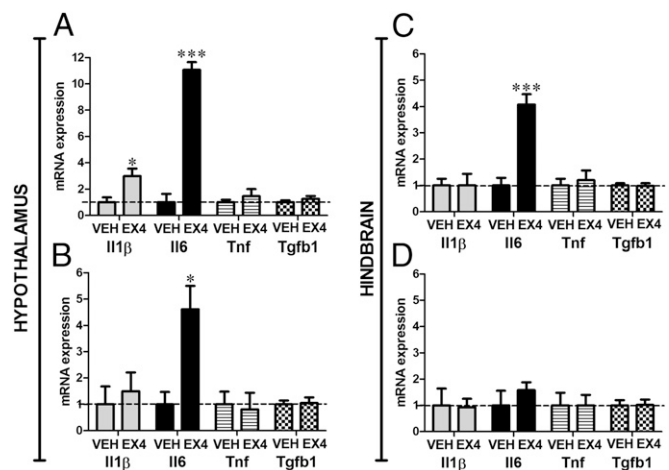 A
HYPOTHALAMUS
mRNA expression
12
10
8
6
4
2
0
*
***
VEH EX4 VEH EX4 VEH EX4 VEH EX4
Il1β Il6 Tnf Tgfb1
B
mRNA expression
6
5
4
3
2
1
0
*
VEH EX4 VEH EX4 VEH EX4 VEH EX4
Il1β Il6 Tnf Tgfb1
C
HINDBRAIN
mRNA expression
6
5
4
3
2
1
0
***
VEH EX4 VEH EX4 VEH EX4 VEH EX4
Il1β Il6 Tnf Tgfb1
D
mRNA expression
6
5
4
3
2
1
0
VEH EX4 VEH EX4 VEH EX4 VEH EX4
Il1β Il6 Tnf Tgfb1